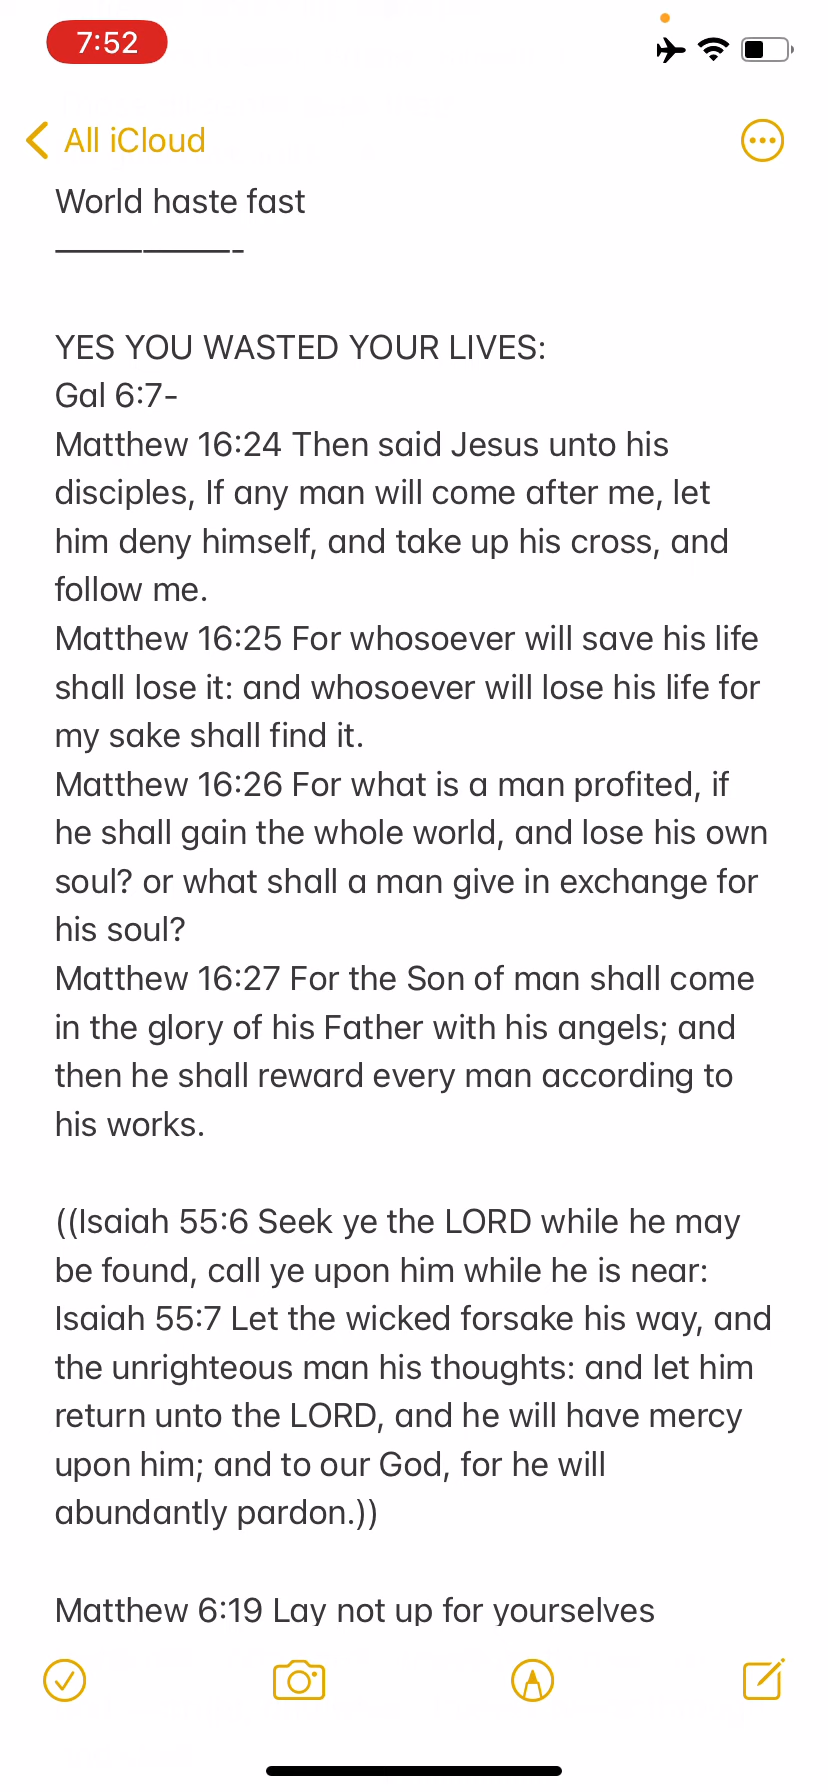 7:52
All iCloud
World haste fast
——————-
YES YOU WASTED YOUR LIVES:
Gal 6:7-
Matthew 16:24 Then said Jesus unto his
disciples, If any man will come after me, let
him deny himself, and take up his cross, and
follow me.
Matthew 16:25 For whosoever will save his life
shall lose it: and whosoever will lose his life for
my sake shall find it.
Matthew 16:26 For what is a man profited, if
he shall gain the whole world, and lose his own
soul? or what shall a man give in exchange for
his soul?
Matthew 16:27 For the Son of man shall come
in the glory of his Father with his angels; and
then he shall reward every man according to
his works.
((Isaiah 55:6 Seek ye the LORD while he may
be found, call ye upon him while he is near:
Isaiah 55:7 Let the wicked forsake his way, and
the unrighteous man his thoughts: and let him
return unto the LORD, and he will have mercy
upon him; and to our God, for he will
abundantly pardon.))
Matthew 6:19 Lay not up for yourselves